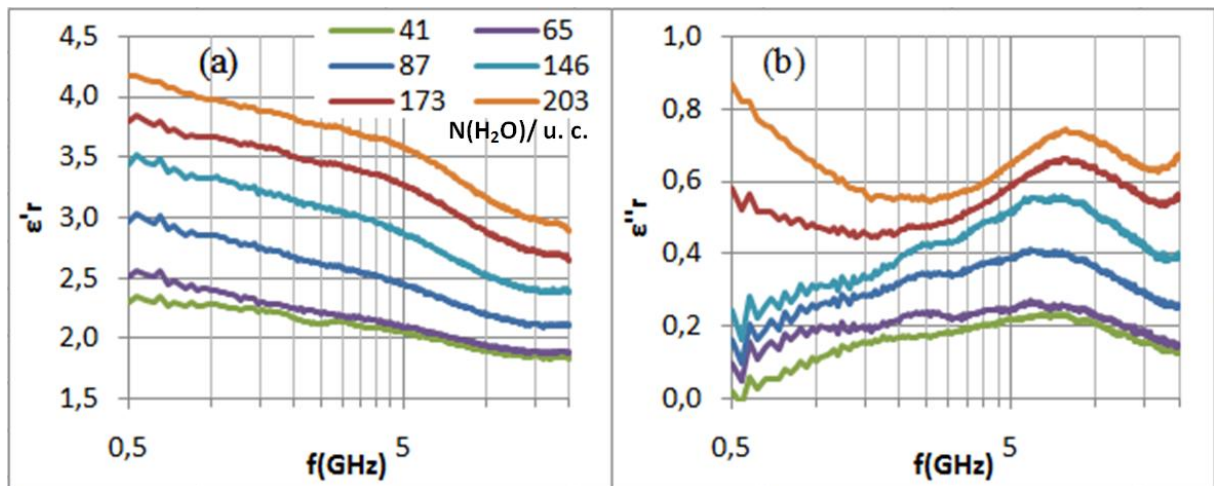 4,5
4,0
3,5
3,0
2,5
2,0
1,5
ε'r
(a)
41 65
87 146
173 203
N(H₂O)/ u. c.
0,5 5
f(GHz)
1,0
0,8
0,6
0,4
0,2
0,0
ε''r
(b)
0,5 5
f(GHz)